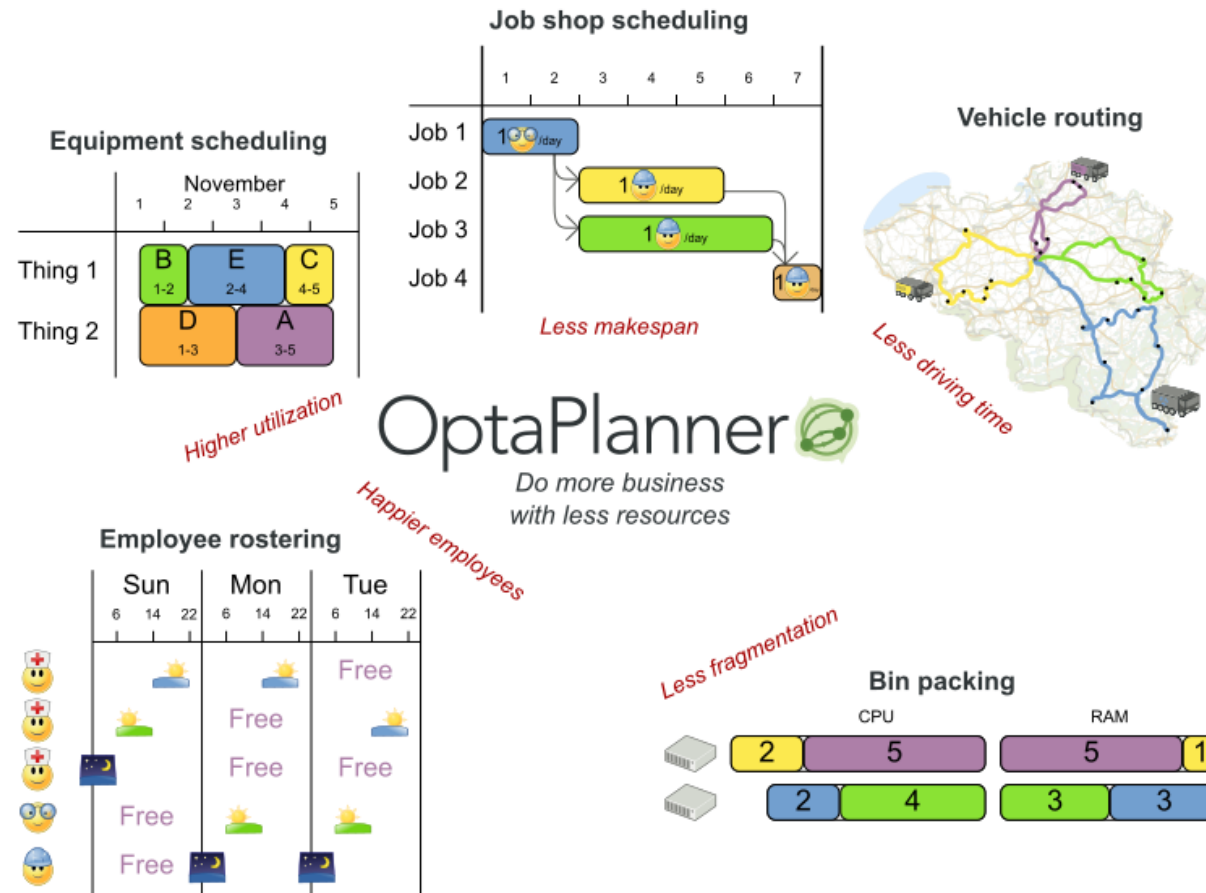 Job shop scheduling
1 2 3 4 5 6 7
Job 1
1 /day
Job 2
1 /day
Job 3
1 /day
Job 4
1
Less makespan
Equipment scheduling
November
1 2 3 4 5
Thing 1
B E C
1-2 2-4 4-5
Thing 2
D A
1-3 3-5
Higher utilization
Vehicle routing
Less driving time
OptaPlanner
Do more business
with less resources
Happier employees
Employee rostering
Sun Mon Tue
6 14 22 6 14 22 6 14 22
Free
Free
Free Free
Free
Free
Less fragmentation
Bin packing
CPU RAM
2 5 5 1
2 4 3 3